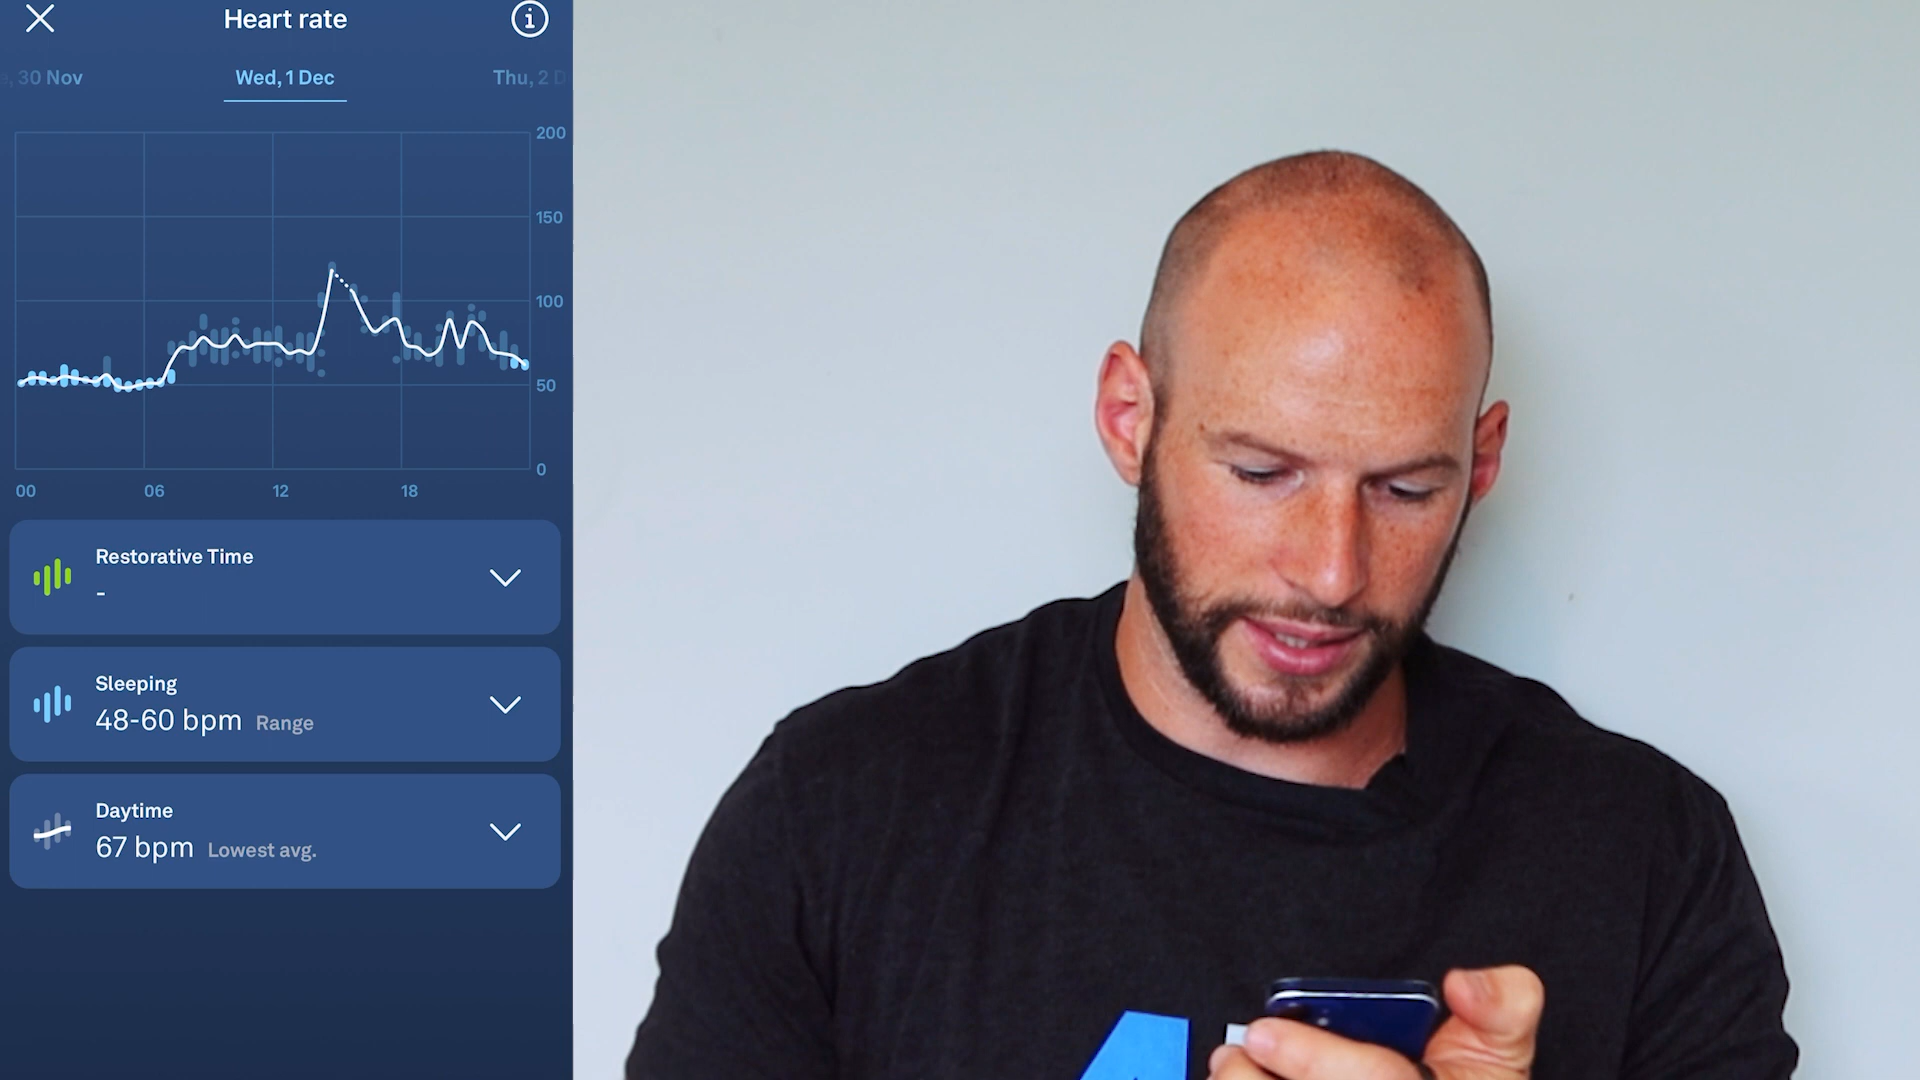 Heart rate
, 30 Nov
Wed, 1 Dec
Thu, 2 D
200
150
100
50
0
00 06 12 18
Restorative Time
-
Sleeping
48-60 bpm Range
Daytime
67 bpm Lowest avg.